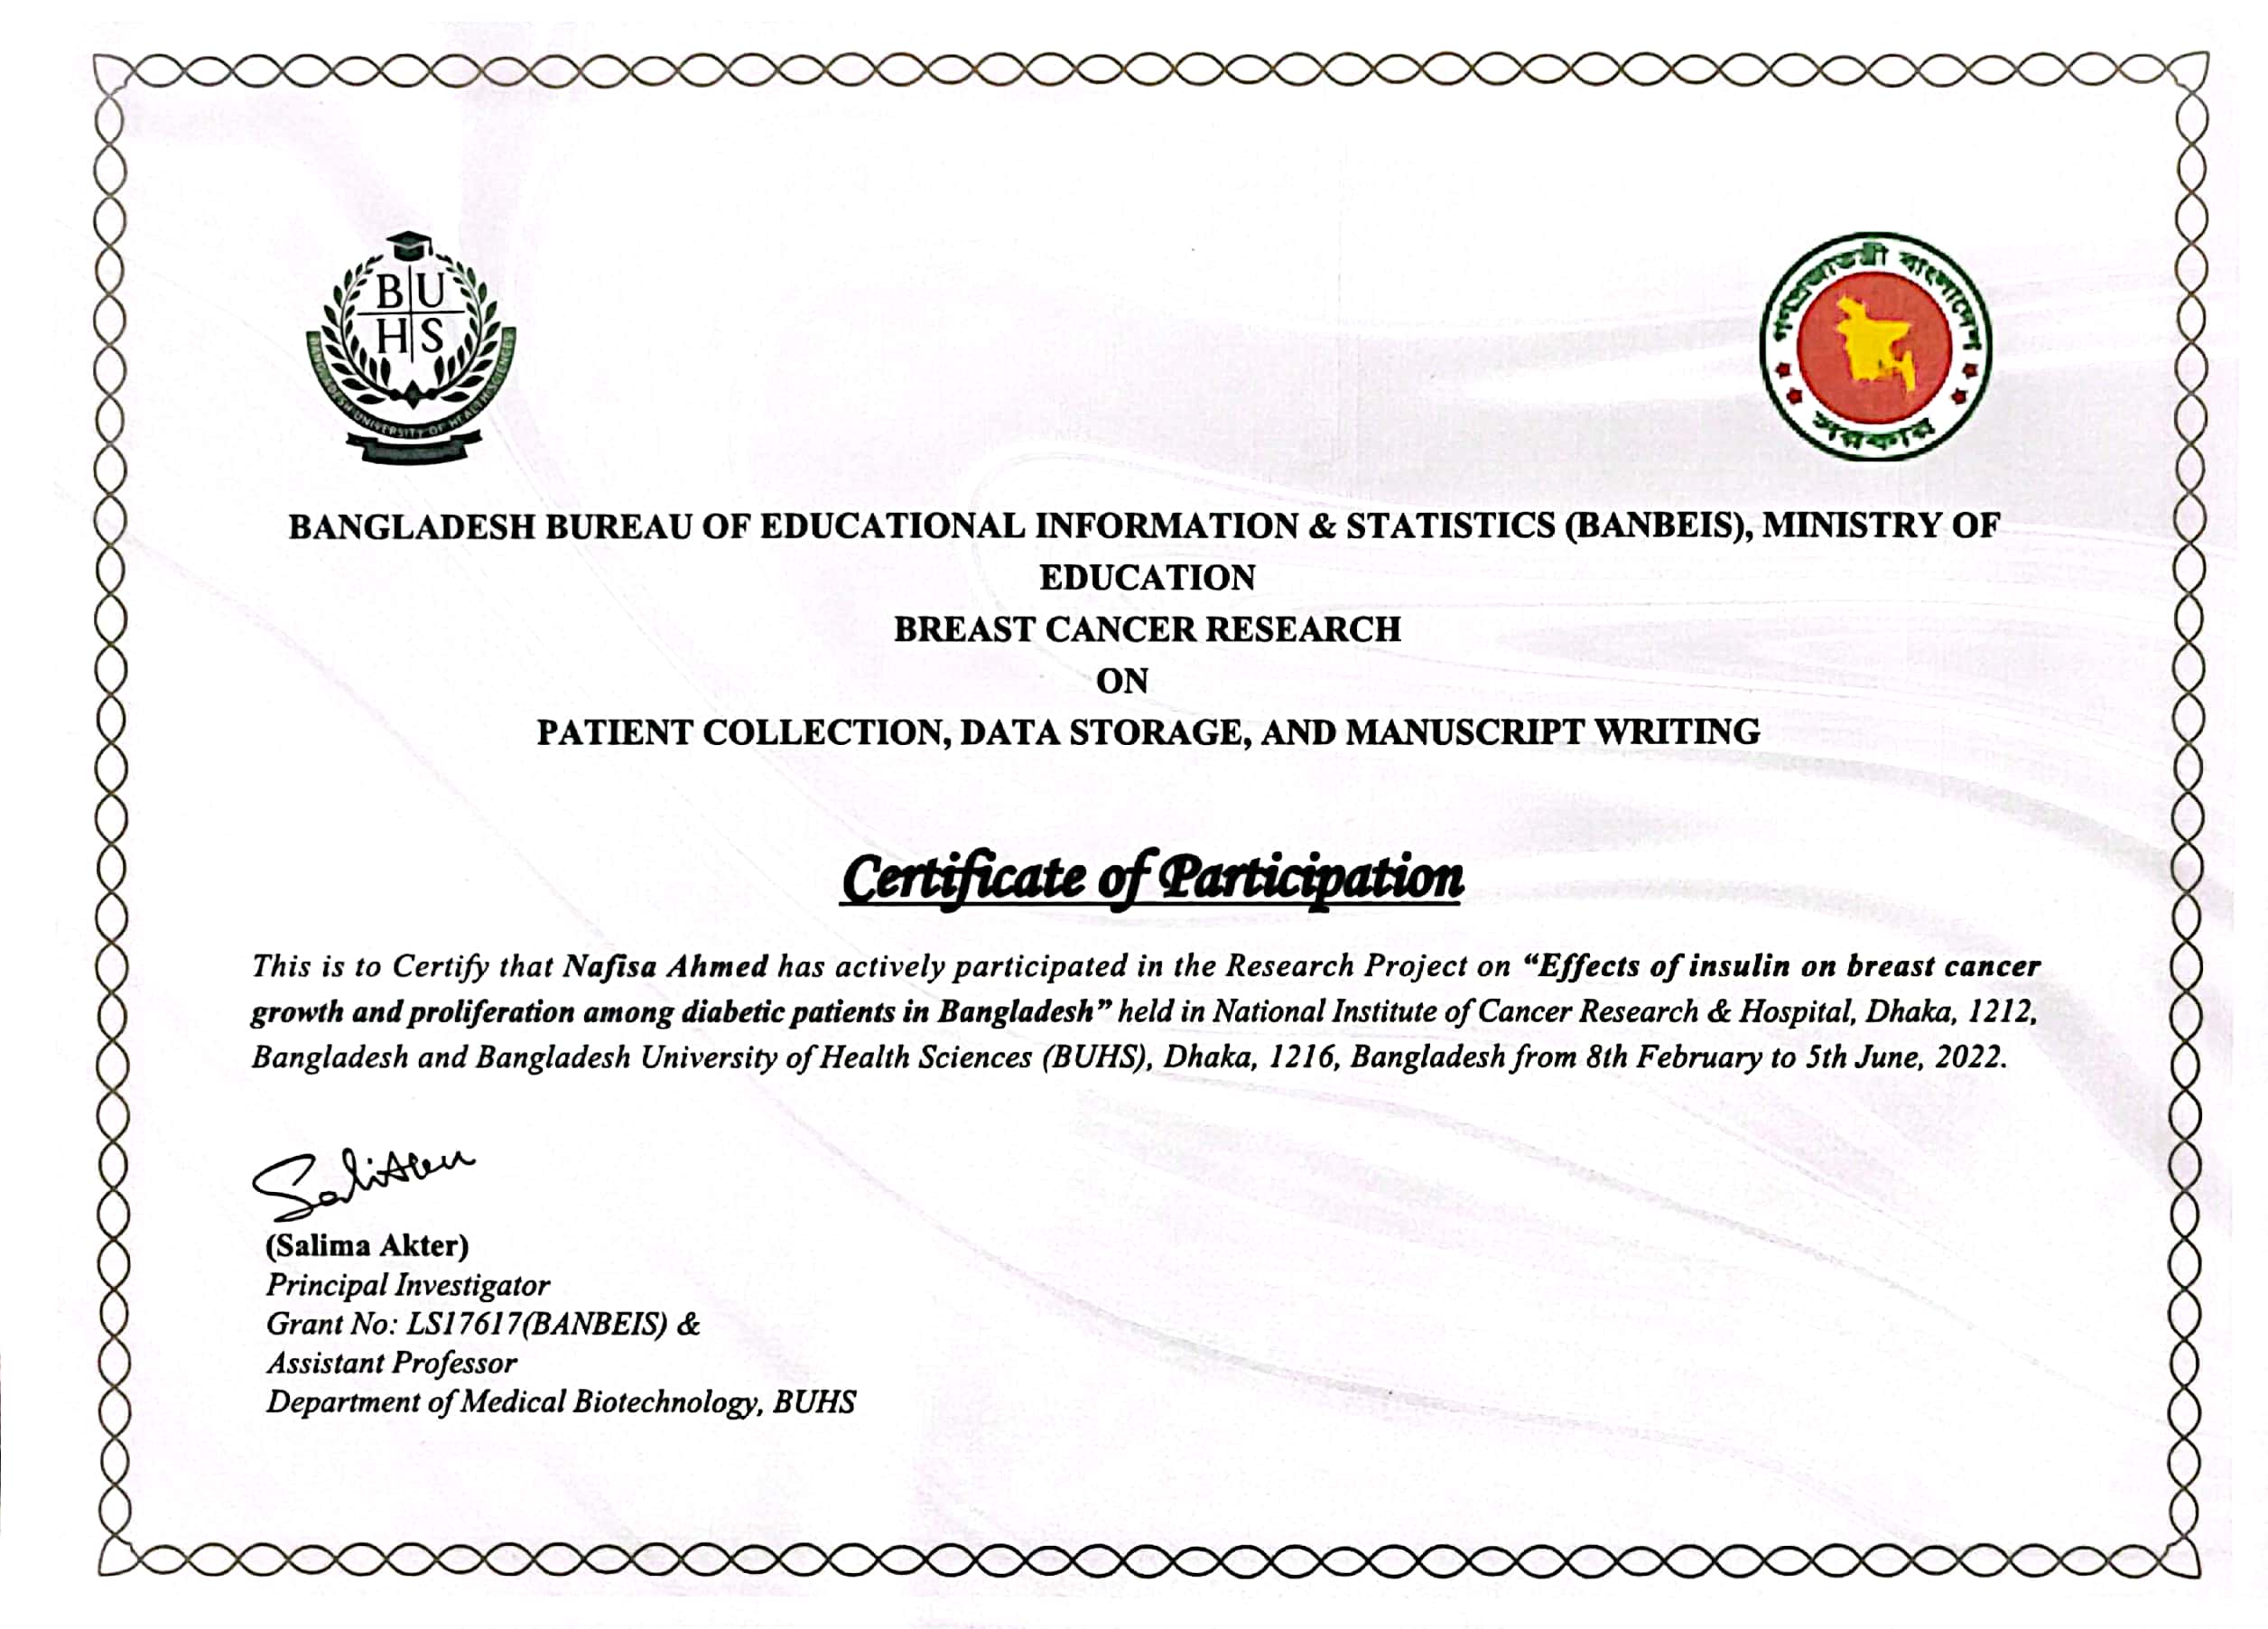 B U
H S
BANGLADESH UNIVERSITY OF HEALTH SCIENCES
গণপ্রজাতন্ত্রী বাংলাদেশ
সরকার
BANGLADESH BUREAU OF EDUCATIONAL INFORMATION & STATISTICS (BANBEIS), MINISTRY OF
EDUCATION
BREAST CANCER RESEARCH
ON
PATIENT COLLECTION, DATA STORAGE, AND MANUSCRIPT WRITING
Certificate of Participation
This is to Certify that Nafisa Ahmed has actively participated in the Research Project on “Effects of insulin on breast cancer
growth and proliferation among diabetic patients in Bangladesh” held in National Institute of Cancer Research & Hospital, Dhaka, 1212,
Bangladesh and Bangladesh University of Health Sciences (BUHS), Dhaka, 1216, Bangladesh from 8th February to 5th June, 2022.
(Salima Akter)
Principal Investigator
Grant No: LS17617(BANBEIS) &
Assistant Professor
Department of Medical Biotechnology, BUHS